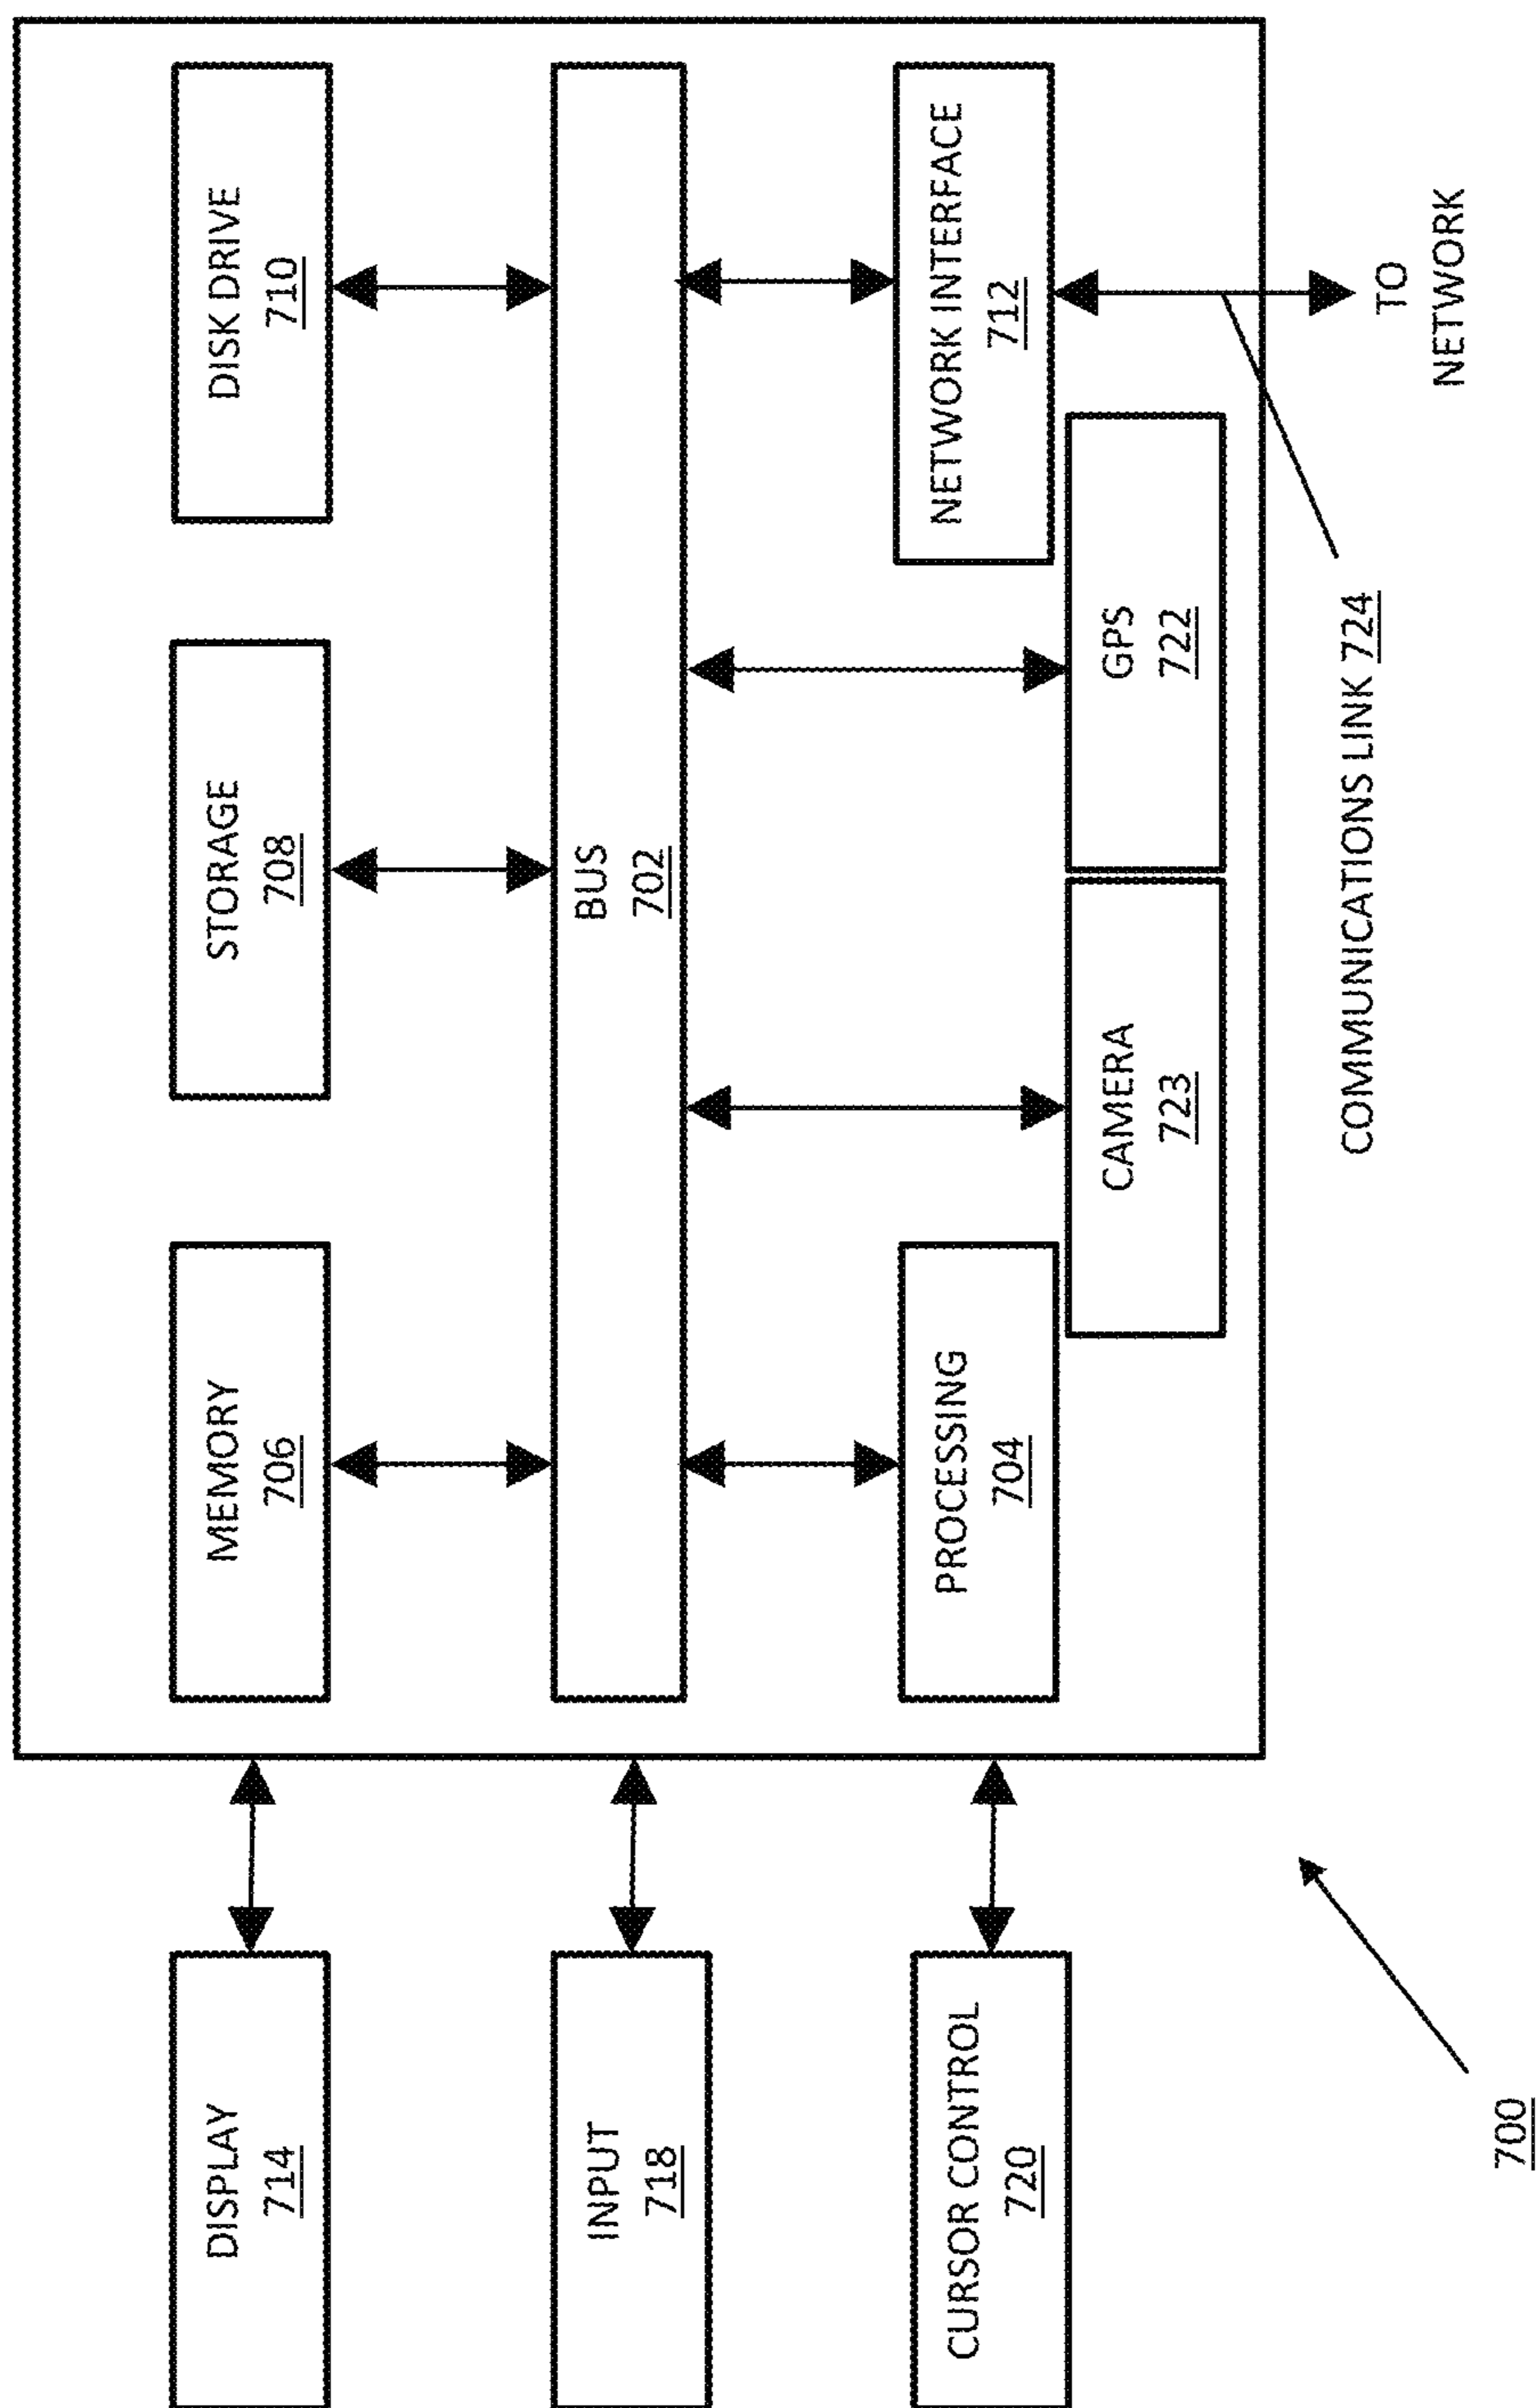 DISPLAY
714
MEMORY
706
STORAGE
708
DISK DRIVE
710
INPUT
718
BUS
702
CURSOR CONTROL
720
PROCESSING
704
NETWORK INTERFACE
712
CAMERA
723
GPS
722
COMMUNICATIONS LINK 724
TO
NETWORK
700